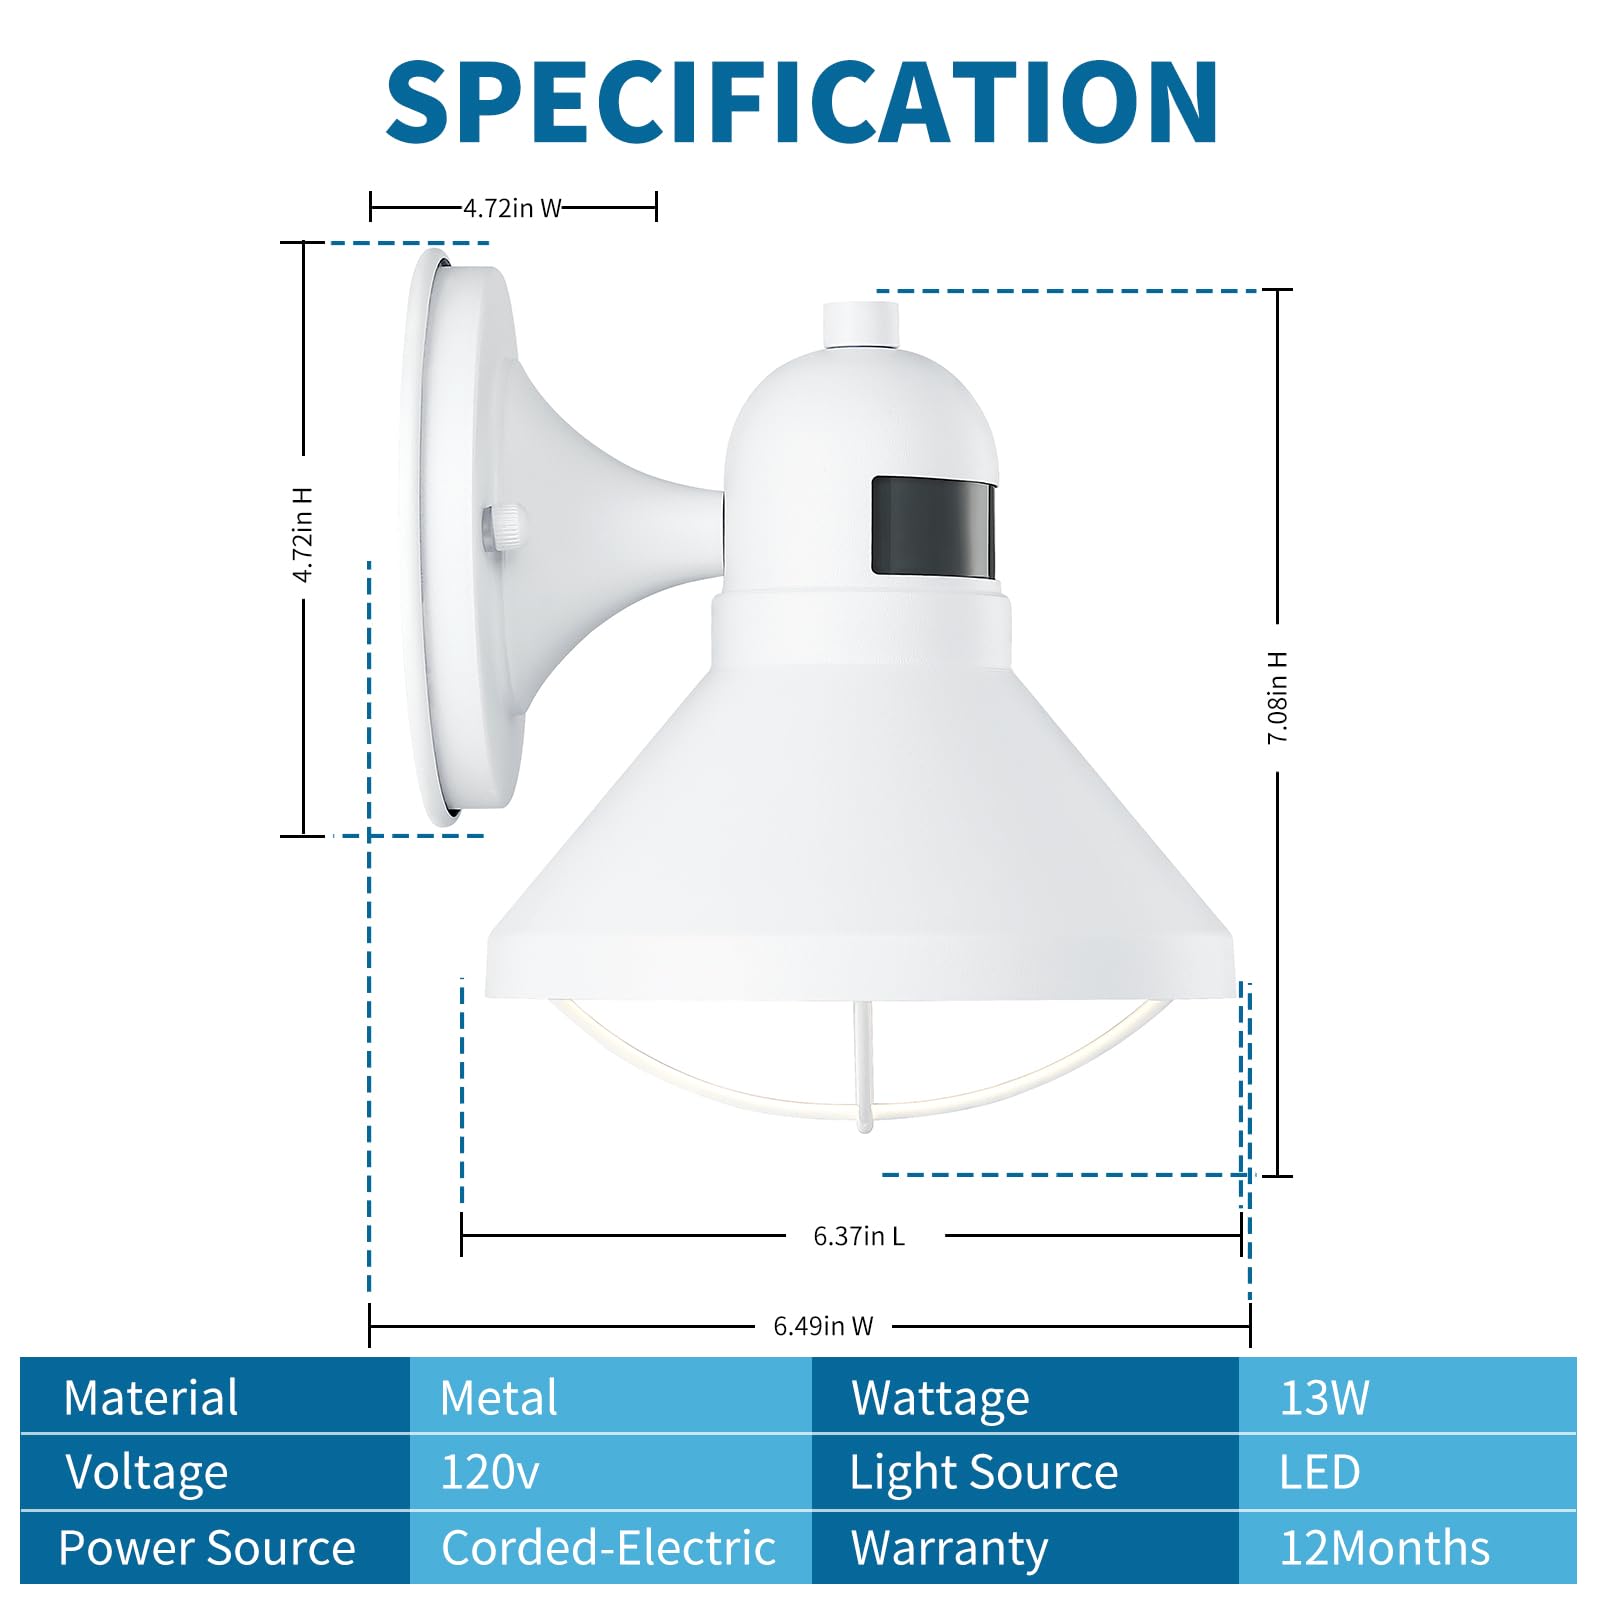 SPECIFICATION
4.72in W
4.72in H
7.08in H
6.37in L
6.49in W
Material Metal Wattage 13W
Voltage 120v Light Source LED
Power Source Corded-Electric Warranty 12Months